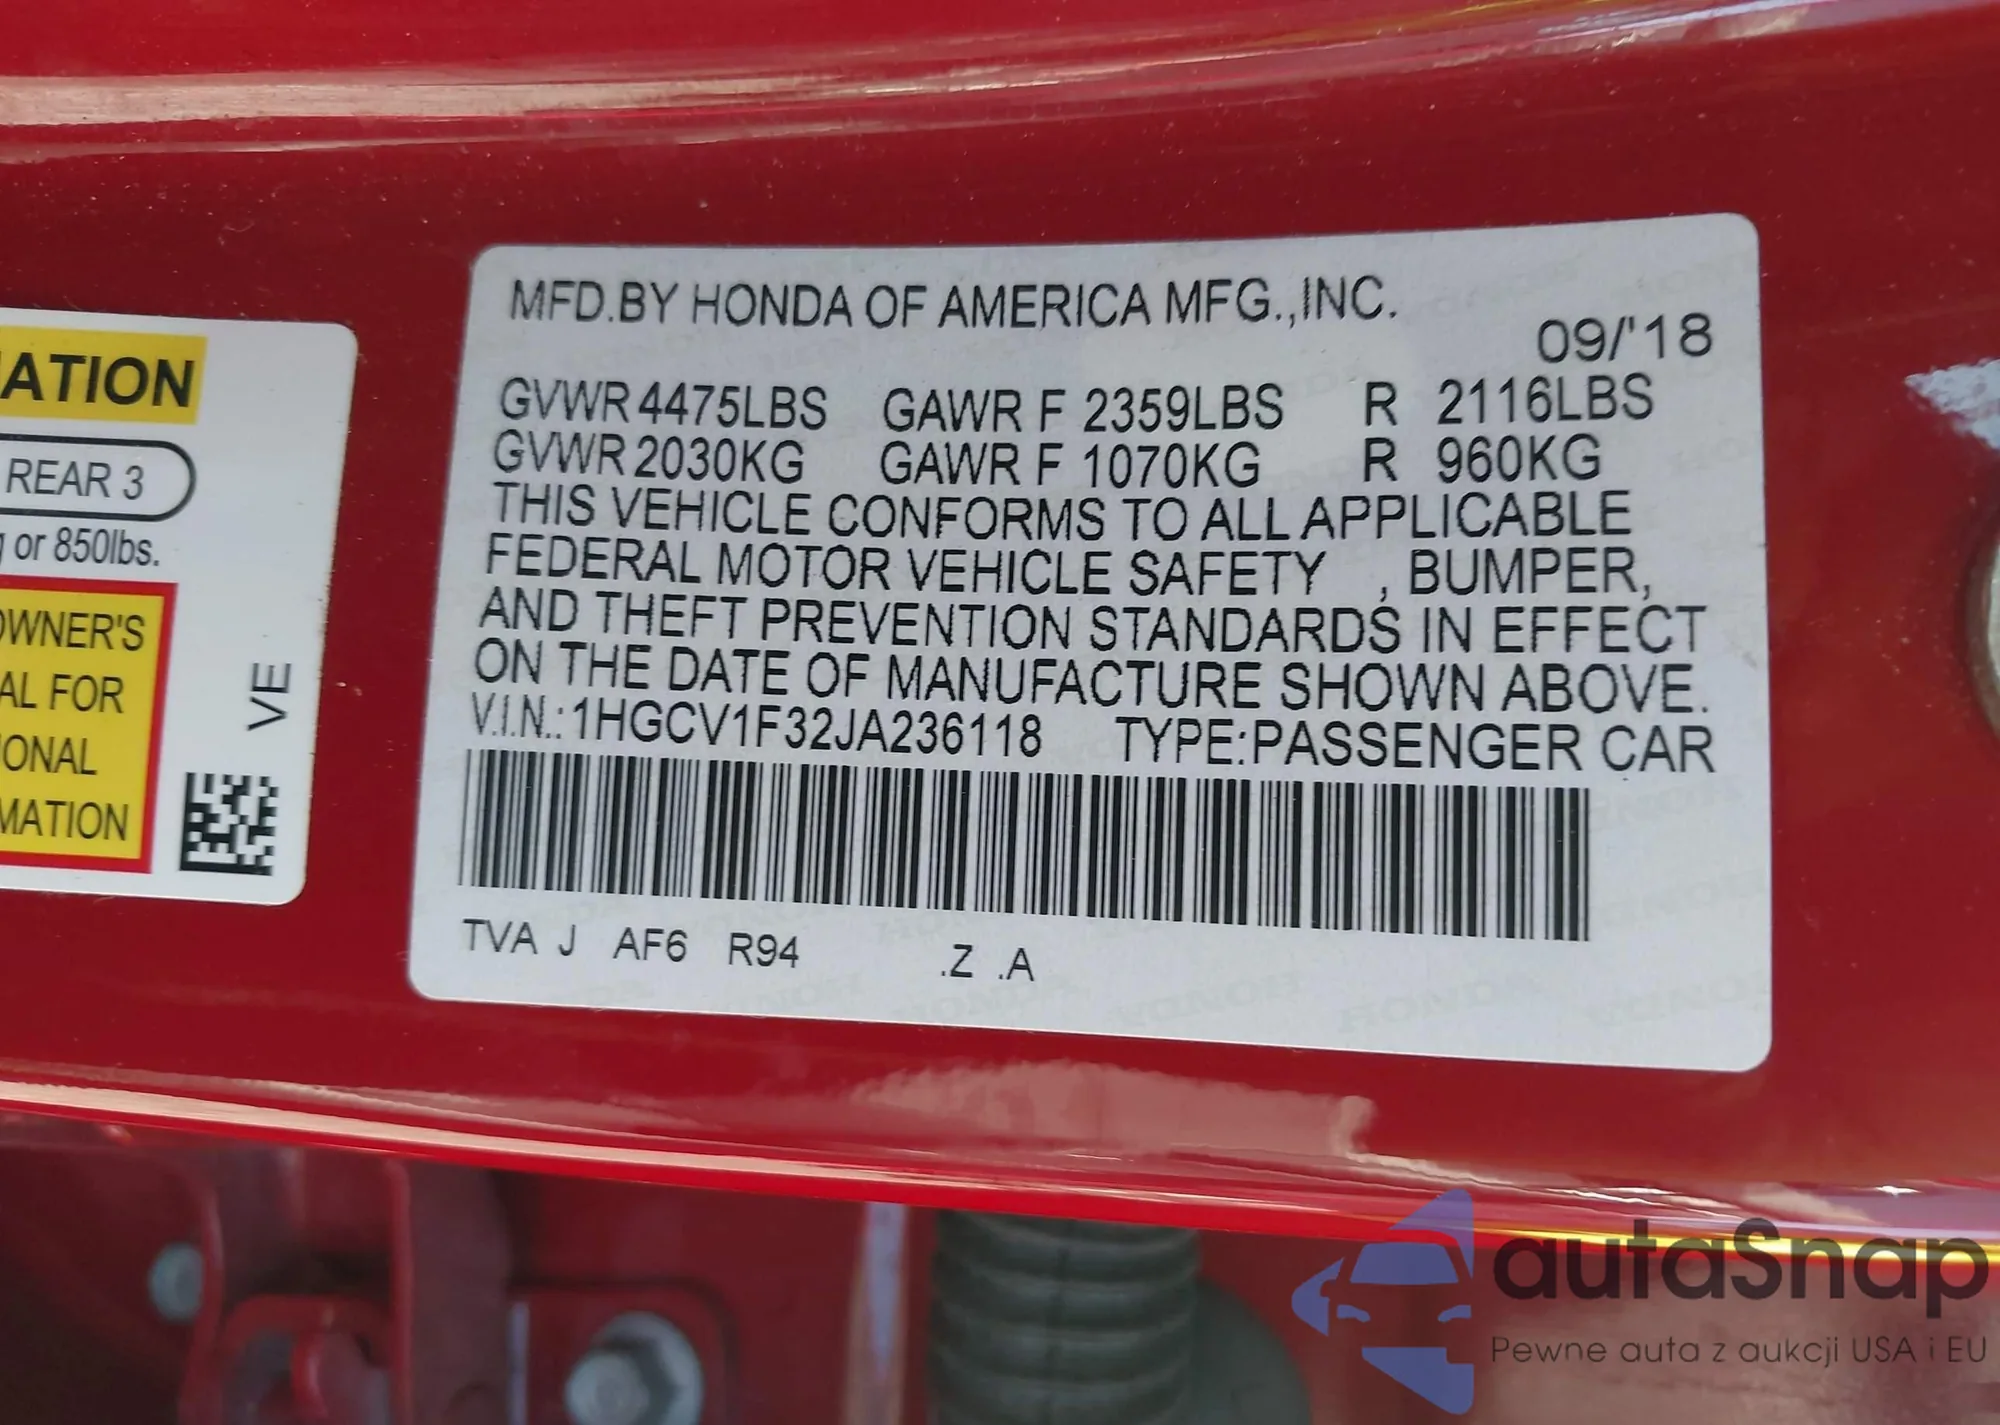 MFD.BY HONDA OF AMERICA MFG.,INC.
09/'18
GVWR 4475LBS GAWR F 2359LBS R 2116LBS
GVWR 2030KG GAWR F 1070KG R 960KG
THIS VEHICLE CONFORMS TO ALL APPLICABLE
FEDERAL MOTOR VEHICLE SAFETY , BUMPER,
AND THEFT PREVENTION STANDARDS IN EFFECT
ON THE DATE OF MANUFACTURE SHOWN ABOVE.
V.I.N.: 1HGCV1F32JA236118 TYPE:PASSENGER CAR
TVA J AF6 R94 .Z .A
ATION
REAR 3
or 850lbs.
OWNER'S
AL FOR
IONAL
MATION
VE
autaSnap
Pewne auta z aukcji USA i EU